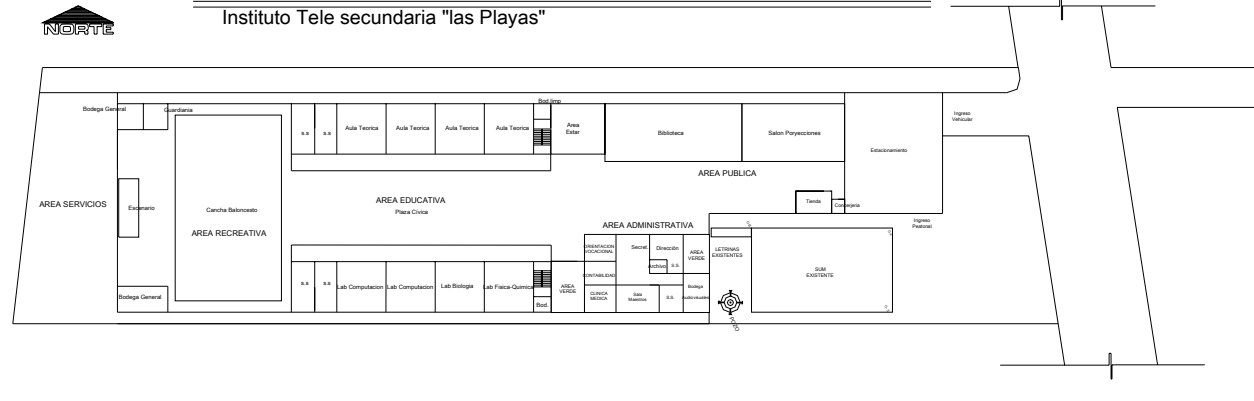 NORTE
Instituto Tele secundaria "las Playas"
Bodega General
Guardiania
s.s
s.s
Aula Teorica
Aula Teorica
Aula Teorica
Aula Teorica
Bod.limp
Area
Estar
Biblioteca
Salon Poryecciones
Estacionamiento
Ingreso
Vehicular
AREA SERVICIOS
Escenario
Cancha Baloncesto
AREA RECREATIVA
AREA EDUCATIVA
Plaza Civica
AREA PUBLICA
Tienda
Conserjeria
Ingreso
Peatonal
AREA ADMINISTRATIVA
ORIENTACION
VOCACIONAL
Secret.
Dirección
AREA
VERDE
LETRINAS
EXISTENTES
Archivo
S.S.
CONTABILIDAD
SUM
EXISTENTE
Bodega General
s.s
s.s
Lab Computacion
Lab Computacion
Lab Biologia
Lab Fisica-Quimica
Bod.
AREA
VERDE
CLINICA
MEDICA
Sala
Maestros
S.S.
Bodega
Audiovisuales
POZO